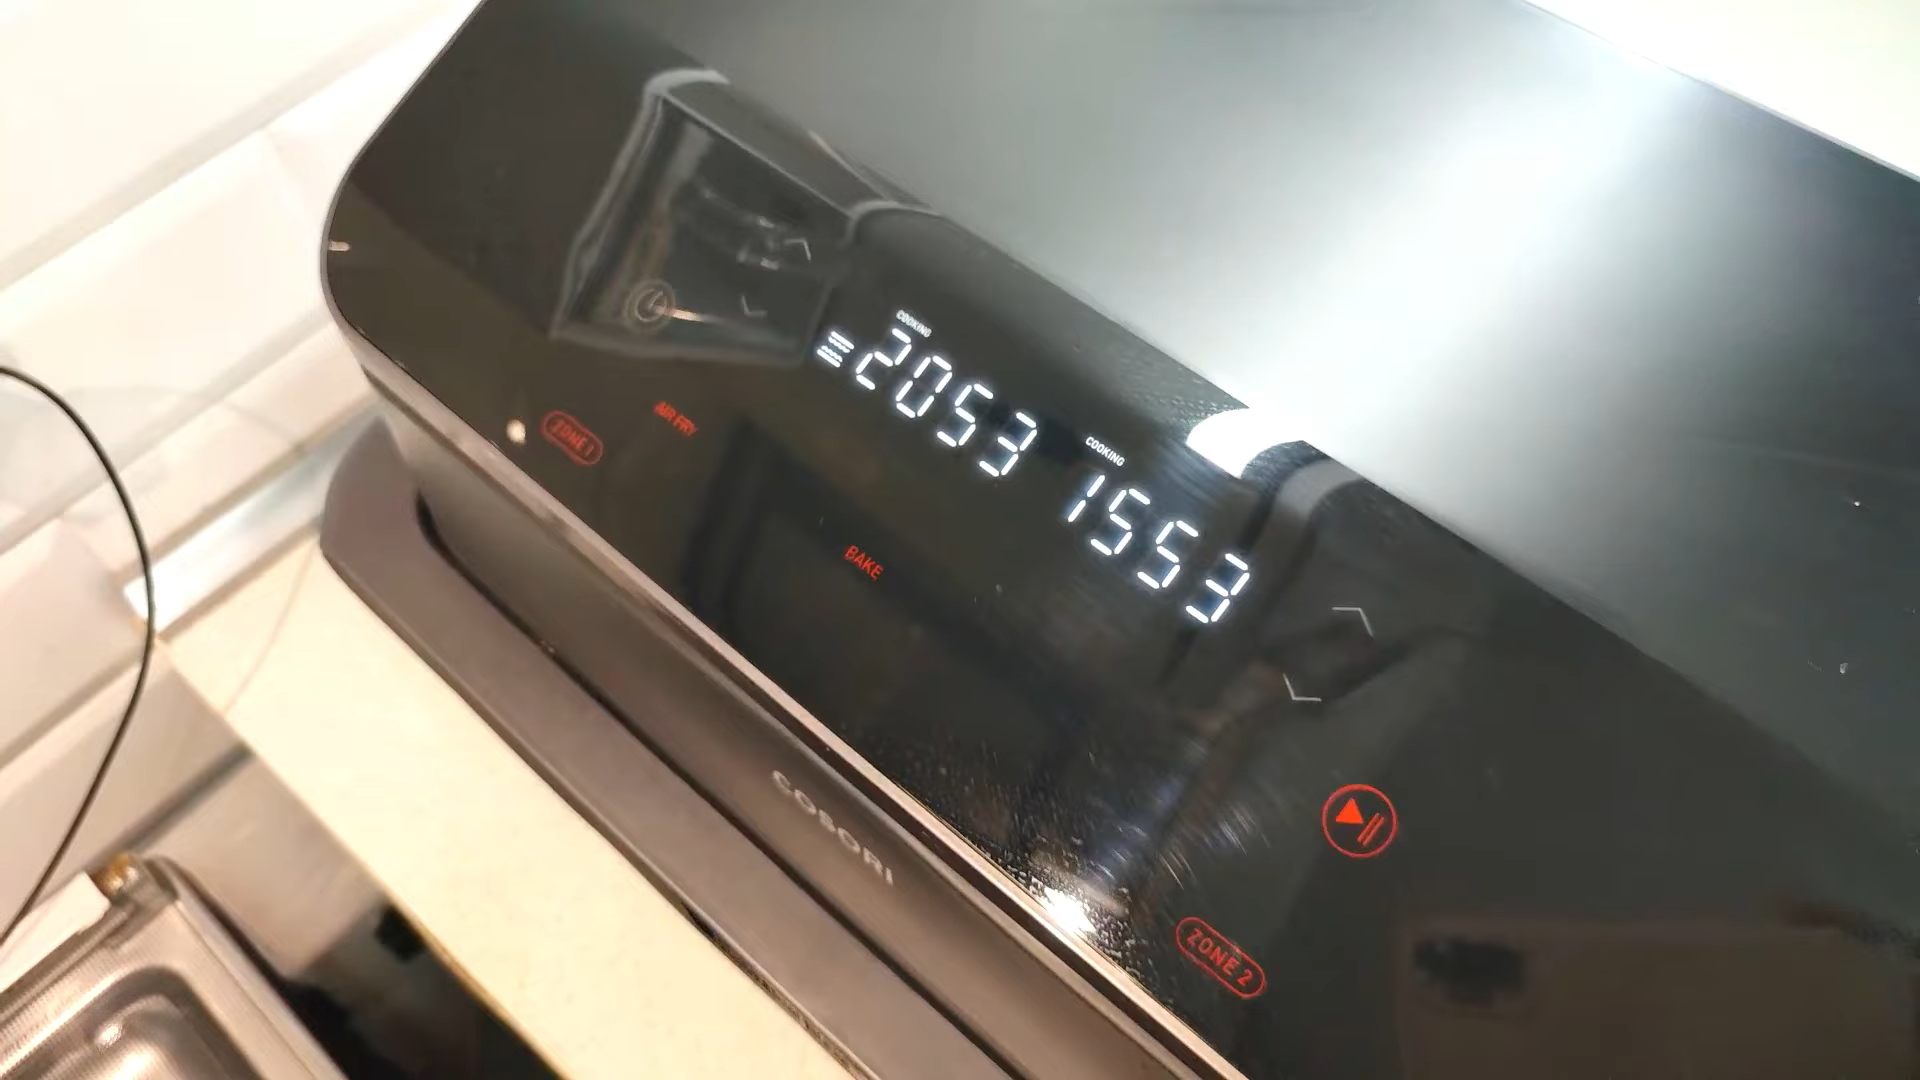 COOKING
2053
COOKING
1553
ZONE 1
AIR FRY
BAKE
ZONE 2
COSORI